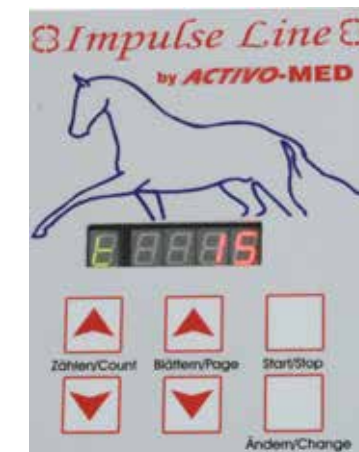 Impulse Line
by ACTIVO-MED
t 15
Zählen/Count Blättern/Page Start/Stop
Ändern/Change